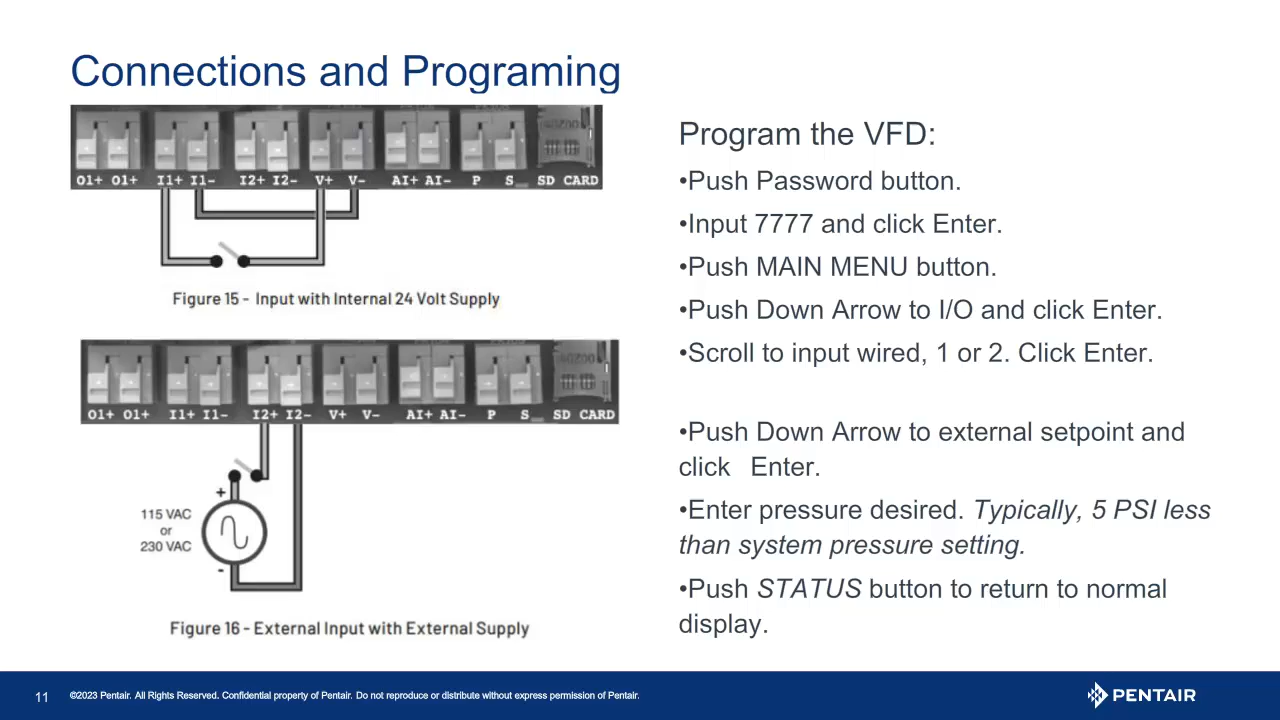 Connections and Programing
O1+ O1+ I1+ I1- I2+ I2- V+ V- AI+ AI- P S_ SD CARD
Figure 15 - Input with Internal 24 Volt Supply
O1+ O1+ I1+ I1- I2+ I2- V+ V- AI+ AI- P S_ SD CARD
+
115 VAC
or
230 VAC
-
Figure 16 - External Input with External Supply
Program the VFD:
•Push Password button.
•Input 7777 and click Enter.
•Push MAIN MENU button.
•Push Down Arrow to I/O and click Enter.
•Scroll to input wired, 1 or 2. Click Enter.
•Push Down Arrow to external setpoint and
click Enter.
•Enter pressure desired. Typically, 5 PSI less
than system pressure setting.
•Push STATUS button to return to normal
display.
11
©2023 Pentair. All Rights Reserved. Confidential property of Pentair. Do not reproduce or distribute without express permission of Pentair.
PENTAIR